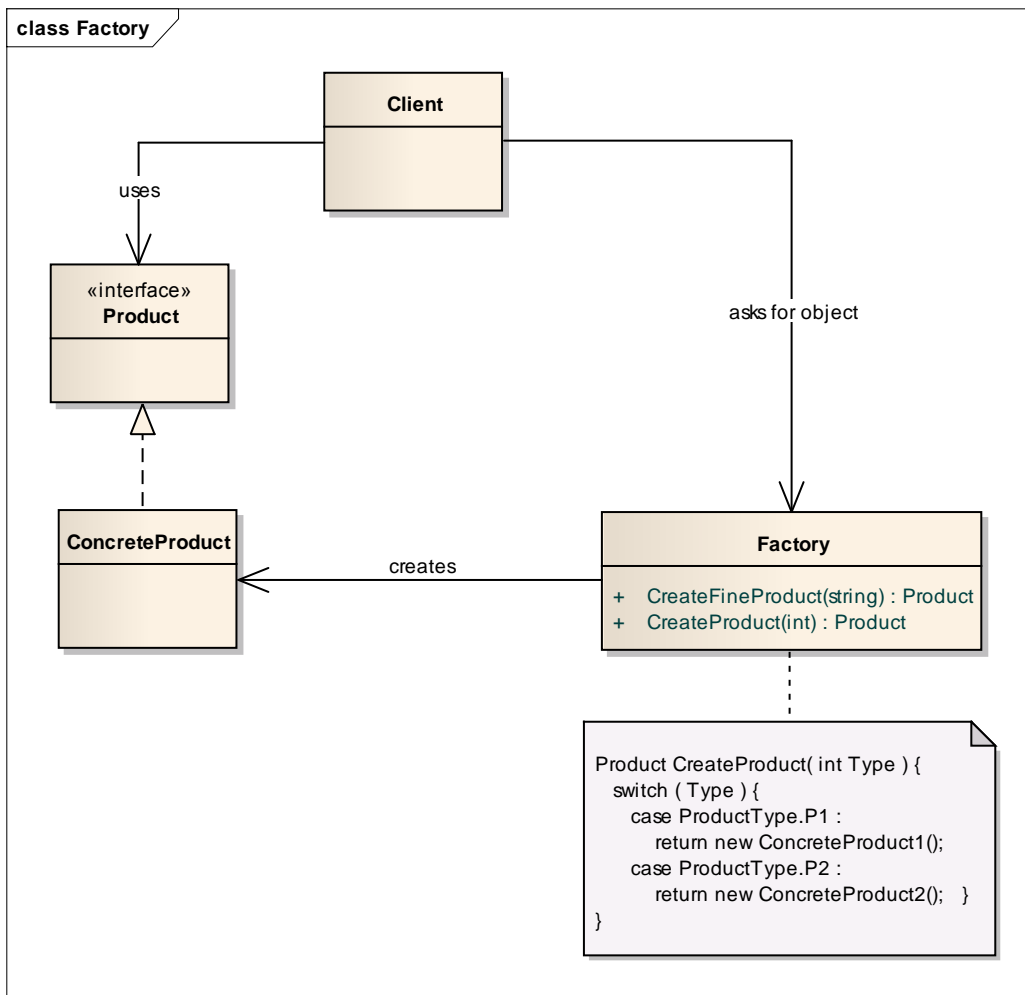 class Factory
Client
uses
«interface»
Product
asks for object
ConcreteProduct
creates
Factory
+ CreateFineProduct(string) : Product
+ CreateProduct(int) : Product
Product CreateProduct( int Type ) {
switch ( Type ) {
case ProductType.P1 :
return new ConcreteProduct1();
case ProductType.P2 :
return new ConcreteProduct2(); }
}